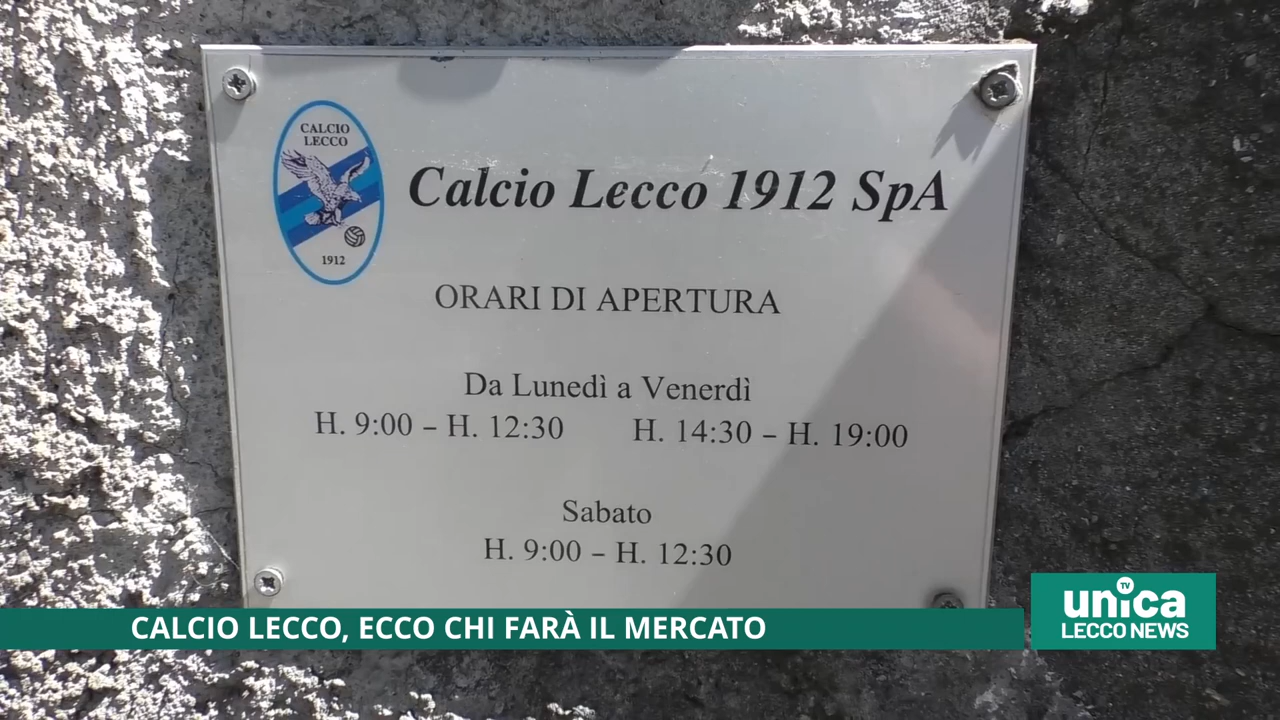 CALCIO
LECCO
1912
Calcio Lecco 1912 SpA
ORARI DI APERTURA
Da Lunedì a Venerdì
H. 9:00 – H. 12:30 H. 14:30 – H. 19:00
Sabato
H. 9:00 – H. 12:30
CALCIO LECCO, ECCO CHI FARÀ IL MERCATO
TV
unica
LECCO NEWS